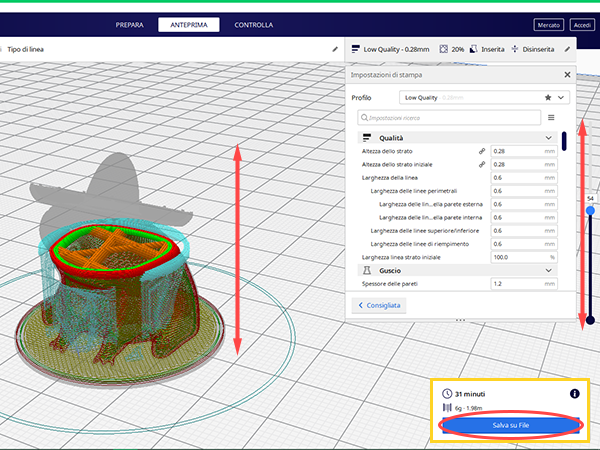 PREPARA ANTEPRIMA CONTROLLA Mercato Accedi
Tipo di linea Low Quality - 0.28mm 20% Inserita Disinserita
Impostazioni di stampa
Profilo Low Quality - 0.28mm
Impostazioni ricerca
Qualità
Altezza dello strato 0.28 mm
Altezza dello strato iniziale 0.28 mm
Larghezza della linea 0.6 mm
Larghezza delle linee perimetrali 0.6 mm
Larghezza delle lin...ella parete esterna 0.6 mm
Larghezza delle lin...ella parete interna 0.6 mm
Larghezza delle linee superiore/inferiore 0.6 mm
Larghezza delle linee di riempimento 0.6 mm
Larghezza linea strato iniziale 100.0 %
Guscio
Spessore delle pareti 1.2 mm
Consigliata
54
31 minuti
6g · 1.98m
Salva su File